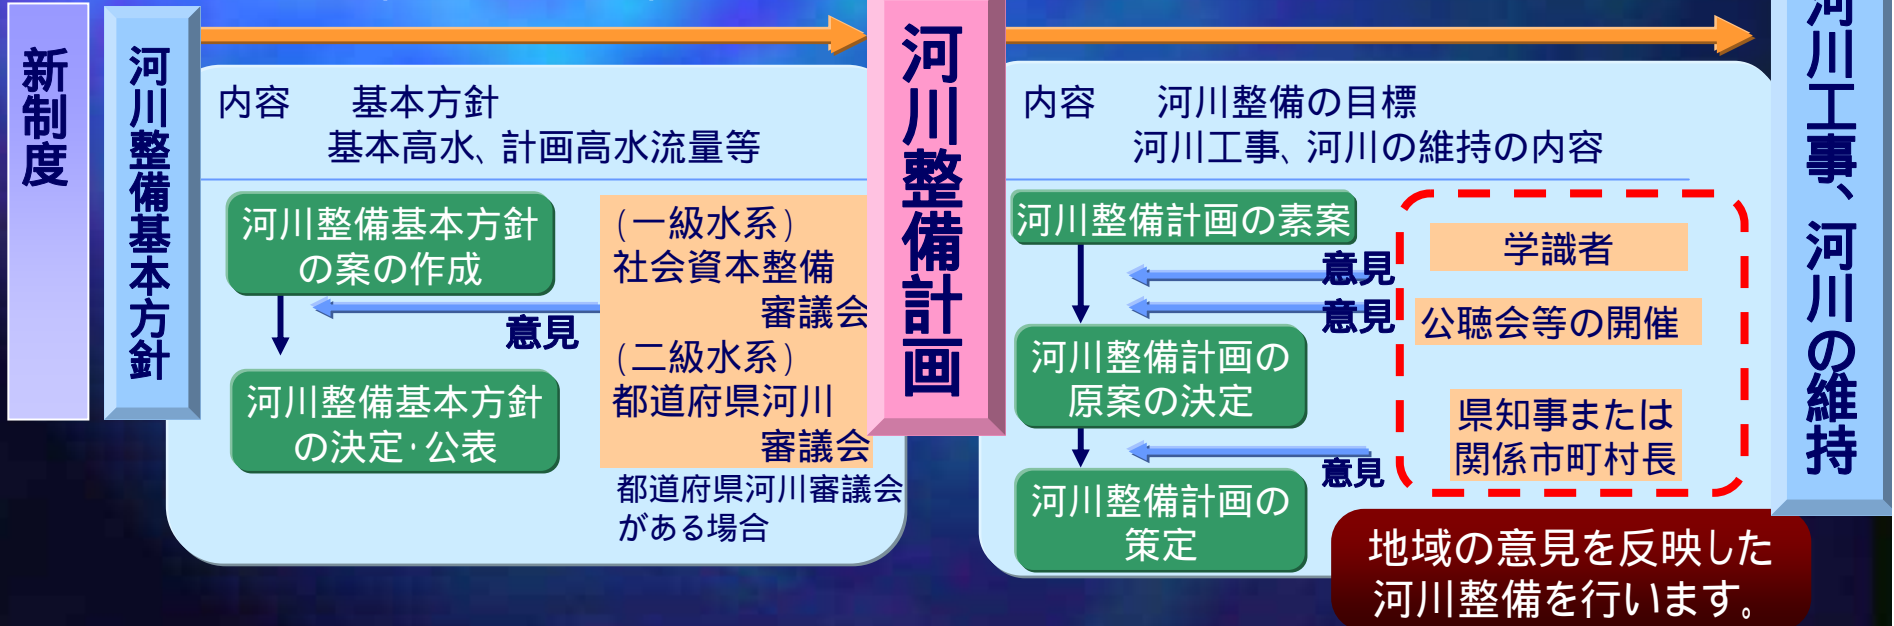 新制度
河川整備基本方針
内容　基本方針
基本高水、計画高水流量等
河川整備基本方針
の案の作成
意見
河川整備基本方針
の決定・公表
(一級水系)
社会資本整備
審議会
(二級水系)
都道府県河川
審議会
都道府県河川審議会
がある場合
河川整備計画
内容　河川整備の目標
河川工事、河川の維持の内容
河川整備計画の素案
意見
意見
河川整備計画の
原案の決定
意見
河川整備計画の
策定
学識者
公聴会等の開催
県知事または
関係市町村長
地域の意見を反映した
河川整備を行います。
河川工事、河川の維持